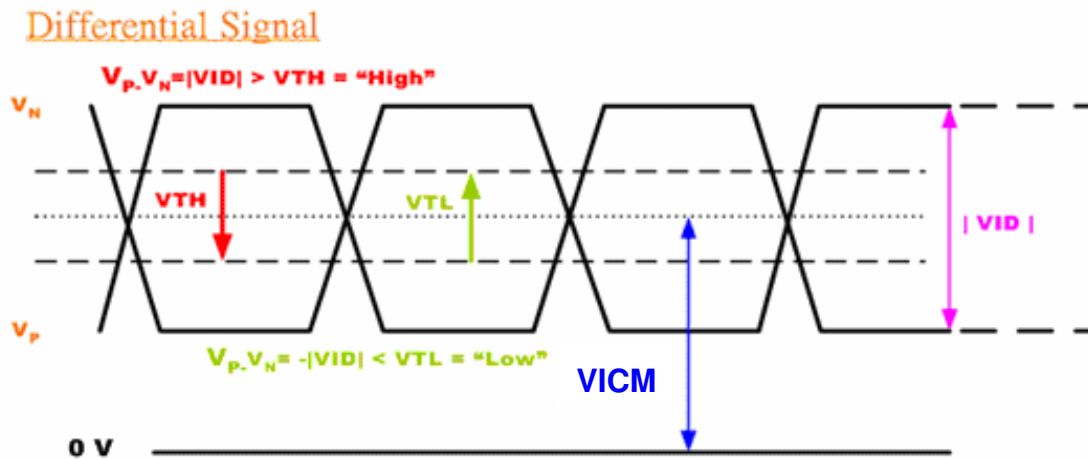 Differential Signal
VP-VN=|VID| > VTH = “High”
VN
VTH
VTL
| VID |
VP
VP-VN= -|VID| < VTL = “Low”
VICM
0 V